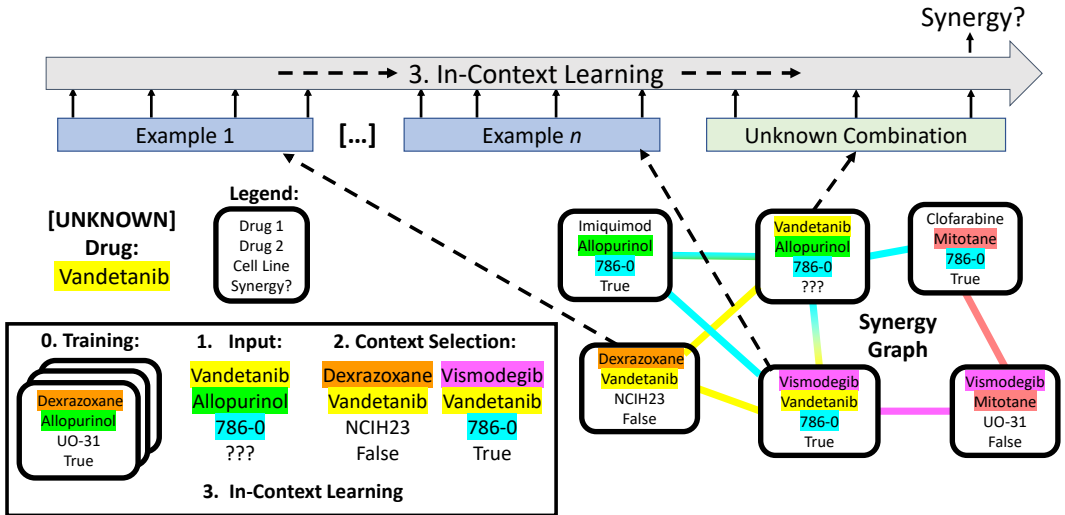 Synergy?
3. In-Context Learning
Example 1
[...]
Example n
Unknown Combination
[UNKNOWN]
Drug:
Vandetanib
Legend:
Drug 1
Drug 2
Cell Line
Synergy?
Imiquimod
Allopurinol
786-0
True
Vandetanib
Allopurinol
786-0
???
Clofarabine
Mitotane
786-0
True
Synergy
Graph
Dexrazoxane
Vandetanib
NCIH23
False
Vismodegib
Vandetanib
786-0
True
Vismodegib
Mitotane
UO-31
False
0. Training:
Dexrazoxane
Allopurinol
UO-31
True
1. Input:
Vandetanib
Allopurinol
786-0
???
2. Context Selection:
Dexrazoxane
Vandetanib
NCIH23
False
Vismodegib
Vandetanib
786-0
True
3. In-Context Learning